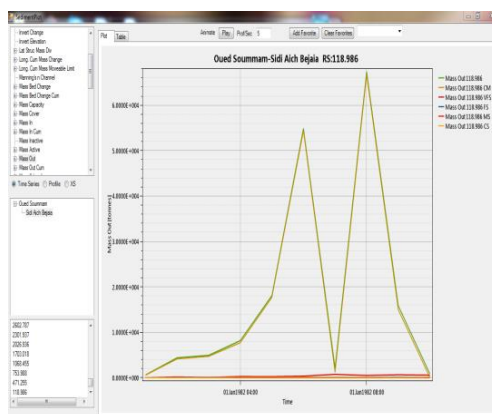 Sediment Plot
Invert Change
Invert Elevation
Lat Struc Mass Div
Long. Cum Mass Change
Long. Cum Mass Moveable Limit
Manning's n Channel
Mass Bed Change
Mass Bed Change Cum
Mass Capacity
Mass Cover
Mass In
Mass In Cum
Mass Inactive
Mass Active
Mass Out
Mass Out Cum
Time Series Profile XS
Oued Soummam
Sidi Aich Bejaia
2602.707
2301.937
2026.936
1703.018
1068.455
753.988
471.255
118.986
Plot Table
Animate Play Prof/Sec 5 Add Favorite Clear Favorites
Oued Soummam-Sidi Aich Bejaia RS:118.986
Mass Out (tonnes)
6.0000E+004
5.0000E+004
4.0000E+004
3.0000E+004
2.0000E+004
1.0000E+004
0.0000E+000
01Jan1982 04:00
01Jan1982 08:00
Time
Mass Out:118.986
Mass Out:118.986 CM
Mass Out:118.986 VFS
Mass Out:118.986 FS
Mass Out:118.986 MS
Mass Out:118.986 CS